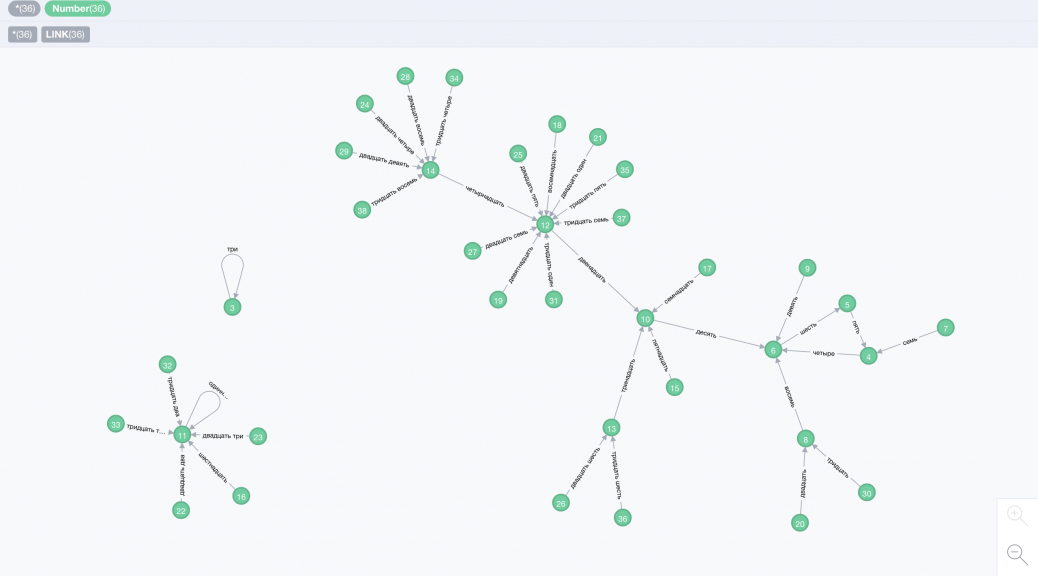 *(36) Number(36)
*(36) LINK(36)
28
34
24
двадцать восемь
тридцать четыре
двадцать четыре
18
21
29
двадцать девять
14
25
35
восемнадцать
двадцать один
двадцать пять
тридцать пять
38
тридцать восемь
четырнадцать
37
тридцать семь
12
27
двадцать семь
девятнадцать
тридцать один
19
31
двенадцать
три
3
17
семнадцать
9
девять
10
десять
5
шесть
пять
7
семь
6
четыре
4
пятнадцать
тринадцать
15
восемь
32
тридцать два
одинн...
33
тридцать т...
11
двадцать три
23
двадцать два
шестнадцать
16
22
13
двадцать шесть
тридцать шесть
26
36
8
двадцать
тридцать
30
20